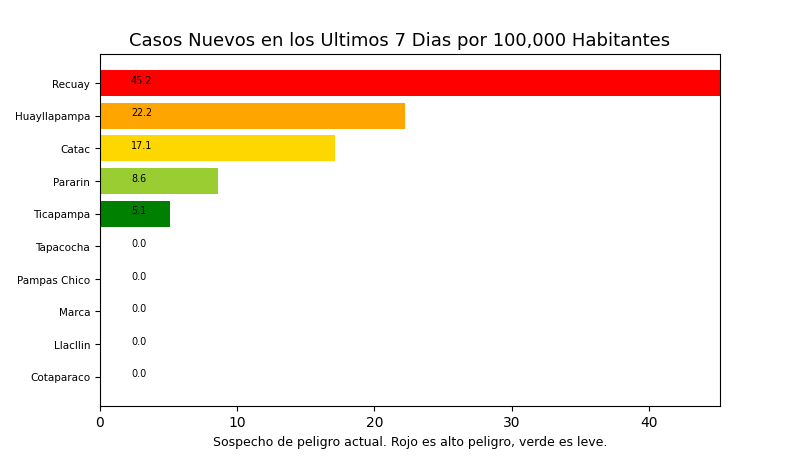 Casos Nuevos en los Ultimos 7 Dias por 100,000 Habitantes
Recuay 45.2
Huayllapampa 22.2
Catac 17.1
Pararin 8.6
Ticapampa 5.1
Tapacocha 0.0
Pampas Chico 0.0
Marca 0.0
Llacllin 0.0
Cotaparaco 0.0
0 10 20 30 40
Sospecho de peligro actual. Rojo es alto peligro, verde es leve.